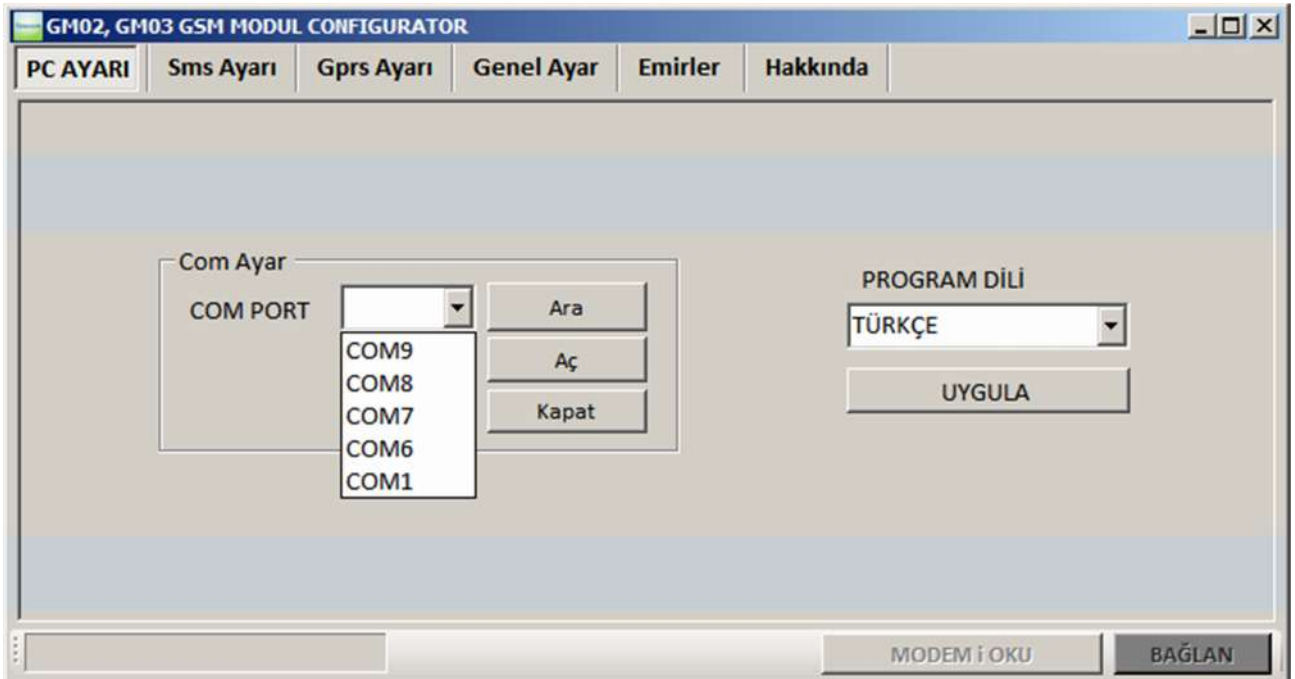 GM02, GM03 GSM MODUL CONFIGURATOR
PC AYARI Sms Ayarı Gprs Ayarı Genel Ayar Emirler Hakkında
Com Ayar
COM PORT
Ara
Aç
Kapat
COM9
COM8
COM7
COM6
COM1
PROGRAM DİLİ
TÜRKÇE
UYGULA
MODEM i OKU BAĞLAN